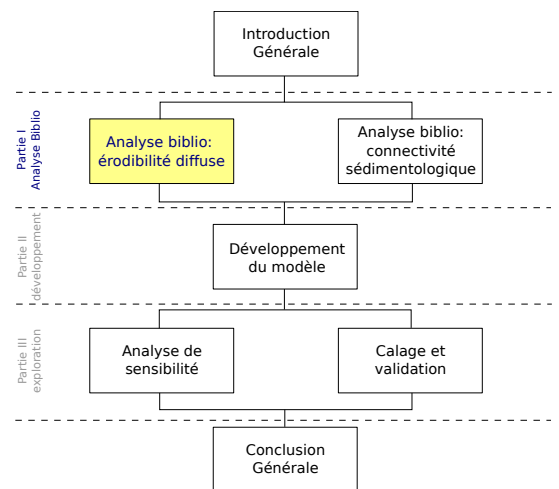 Introduction
Générale
Partie I
Analyse Biblio
Analyse biblio:
érodibilité diffuse
Analyse biblio:
connectivité
sédimentologique
Partie II
développement
Développement
du modèle
Partie III
exploration
Analyse de
sensibilité
Calage et
validation
Conclusion
Générale